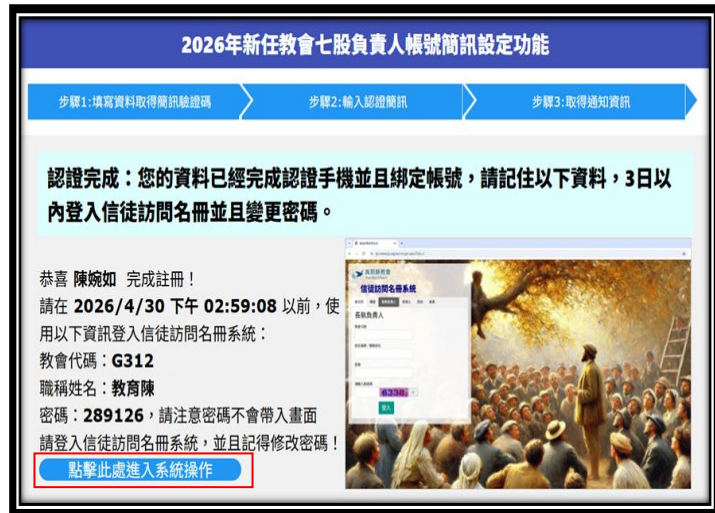 2026年新任教會七股負責人帳號簡訊設定功能
步驟1:填寫資料取得簡訊驗證碼
步驟2:輸入認證簡訊
步驟3:取得通知資訊
認證完成：您的資料已經完成認證手機並且綁定帳號，請記住以下資料，3日以
內登入信徒訪問名冊並且變更密碼。
恭喜 陳婉如 完成註冊！
請在 2026/4/30 下午 02:59:08 以前，使
用以下資訊登入信徒訪問名冊系統：
教會代碼：G312
職稱姓名：教育陳
密碼：289126，請注意密碼不會帶入畫面
請登入信徒訪問名冊系統，並且記得修改密碼！
點擊此處進入系統操作
真耶穌教會
信徒訪問名冊系統
長執負責人
6338
登入